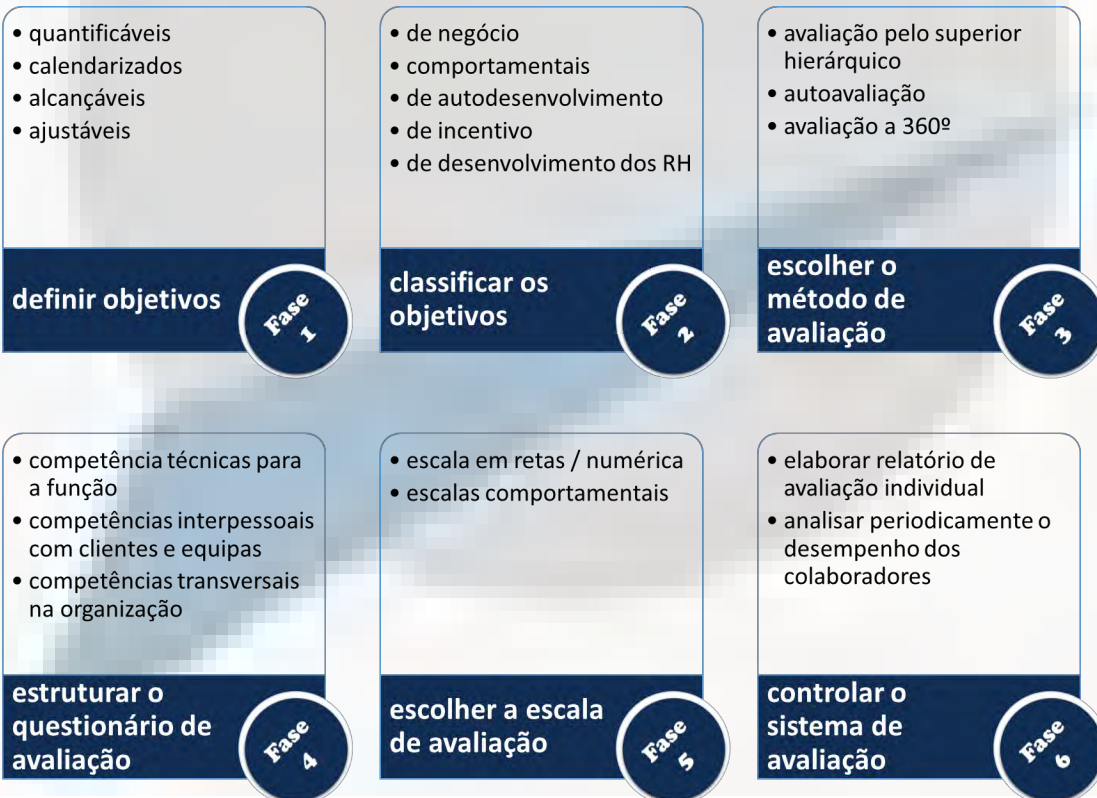 • quantificáveis
• calendarizados
• alcançáveis
• ajustáveis
definir objetivos
Fase
1
• de negócio
• comportamentais
• de autodesenvolvimento
• de incentivo
• de desenvolvimento dos RH
classificar os
objetivos
Fase
2
• avaliação pelo superior
hierárquico
• autoavaliação
• avaliação a 360º
escolher o
método de
avaliação
Fase
3
• competência técnicas para
a função
• competências interpessoais
com clientes e equipas
• competências transversais
na organização
estruturar o
questionário de
avaliação
Fase
4
• escala em retas / numérica
• escalas comportamentais
escolher a escala
de avaliação
Fase
5
• elaborar relatório de
avaliação individual
• analisar periodicamente o
desempenho dos
colaboradores
controlar o
sistema de
avaliação
Fase
6